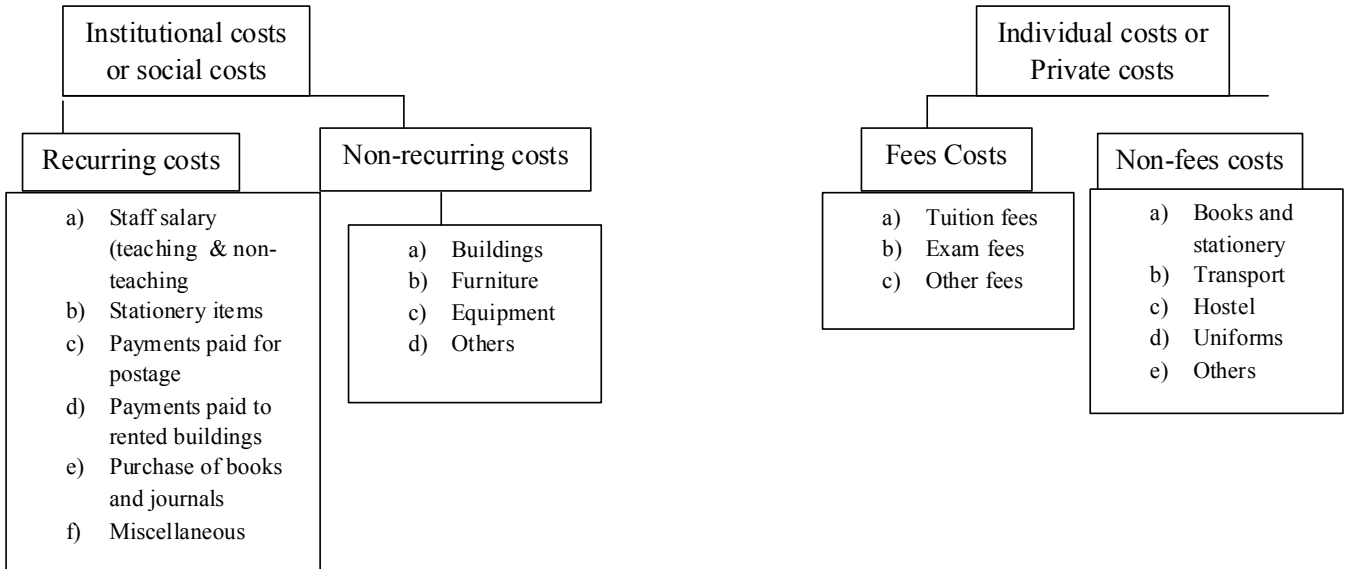 Institutional costs
or social costs
Recurring costs
a) Staff salary
(teaching & non-
teaching
b) Stationery items
c) Payments paid for
postage
d) Payments paid to
rented buildings
e) Purchase of books
and journals
f) Miscellaneous
Non-recurring costs
a) Buildings
b) Furniture
c) Equipment
d) Others
Individual costs or
Private costs
Fees Costs
a) Tuition fees
b) Exam fees
c) Other fees
Non-fees costs
a) Books and
stationery
b) Transport
c) Hostel
d) Uniforms
e) Others